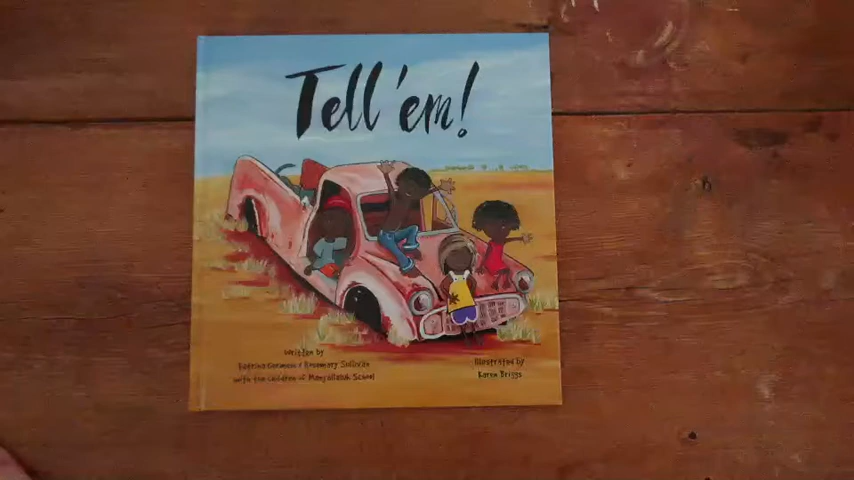 Tell 'em!
Written by
Katrina Germein & Rosemary Sullivan
with the children of Manyallaluk School
Illustrated by
Karen Briggs